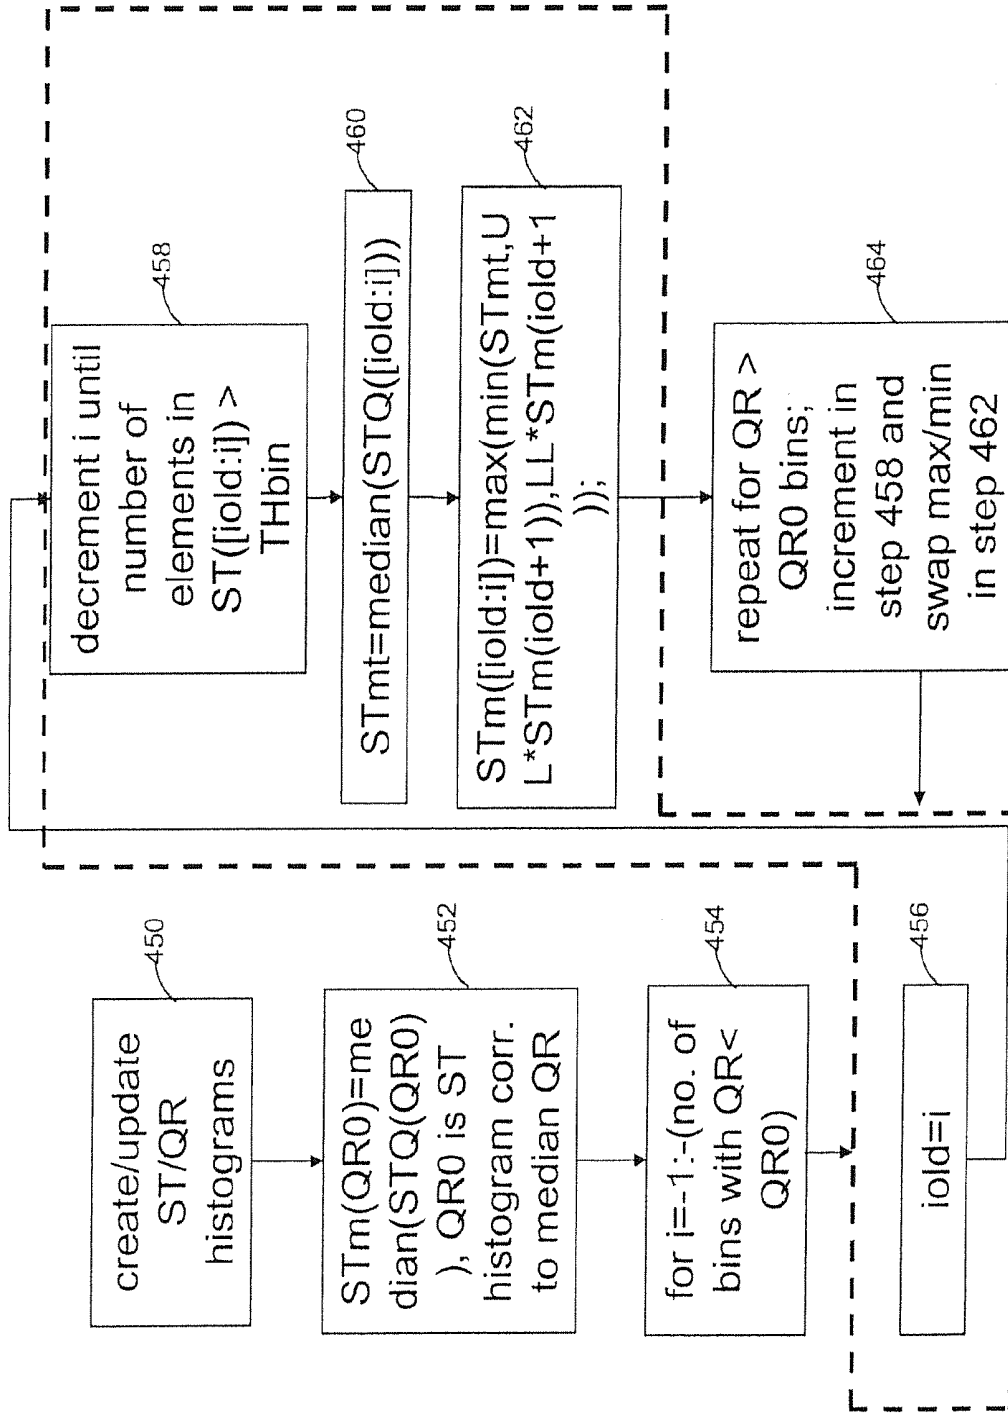 450
create/update
ST/QR
histograms
452
STm(QR0)=me
dian(STQ(QR0)
), QR0 is ST
histogram corr.
to median QR
454
for i=-1:-(no. of
bins with QR<
QR0)
456
iold=i
458
decrement i until
number of
elements in
ST([iold:i]) >
THbin
460
STmt=median(STQ([iold:i]))
462
STm([iold:i])=max(min(STmt,U
L*STm(iold+1)),LL*STm(iold+1
));
464
repeat for QR >
QR0 bins;
increment in
step 458 and
swap max/min
in step 462